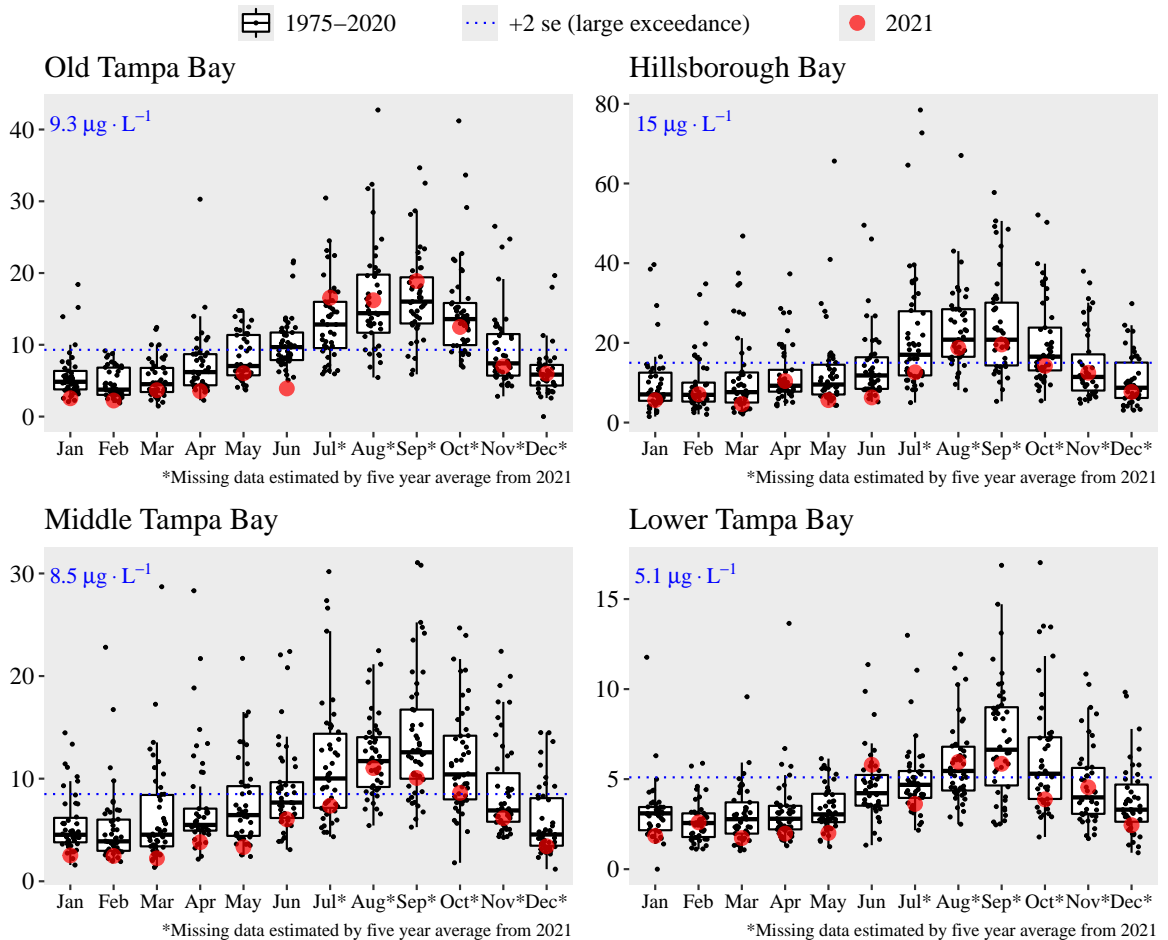 1975–2020 +2 se (large exceedance) 2021
Old Tampa Bay
9.3 μg · L⁻¹
40
30
20
10
0
Jan Feb Mar Apr May Jun Jul* Aug* Sep* Oct* Nov* Dec*
*Missing data estimated by five year average from 2021
Hillsborough Bay
15 μg · L⁻¹
80
60
40
20
0
Jan Feb Mar Apr May Jun Jul* Aug* Sep* Oct* Nov* Dec*
*Missing data estimated by five year average from 2021
Middle Tampa Bay
8.5 μg · L⁻¹
30
20
10
0
Jan Feb Mar Apr May Jun Jul* Aug* Sep* Oct* Nov* Dec*
*Missing data estimated by five year average from 2021
Lower Tampa Bay
5.1 μg · L⁻¹
15
10
5
0
Jan Feb Mar Apr May Jun Jul* Aug* Sep* Oct* Nov* Dec*
*Missing data estimated by five year average from 2021